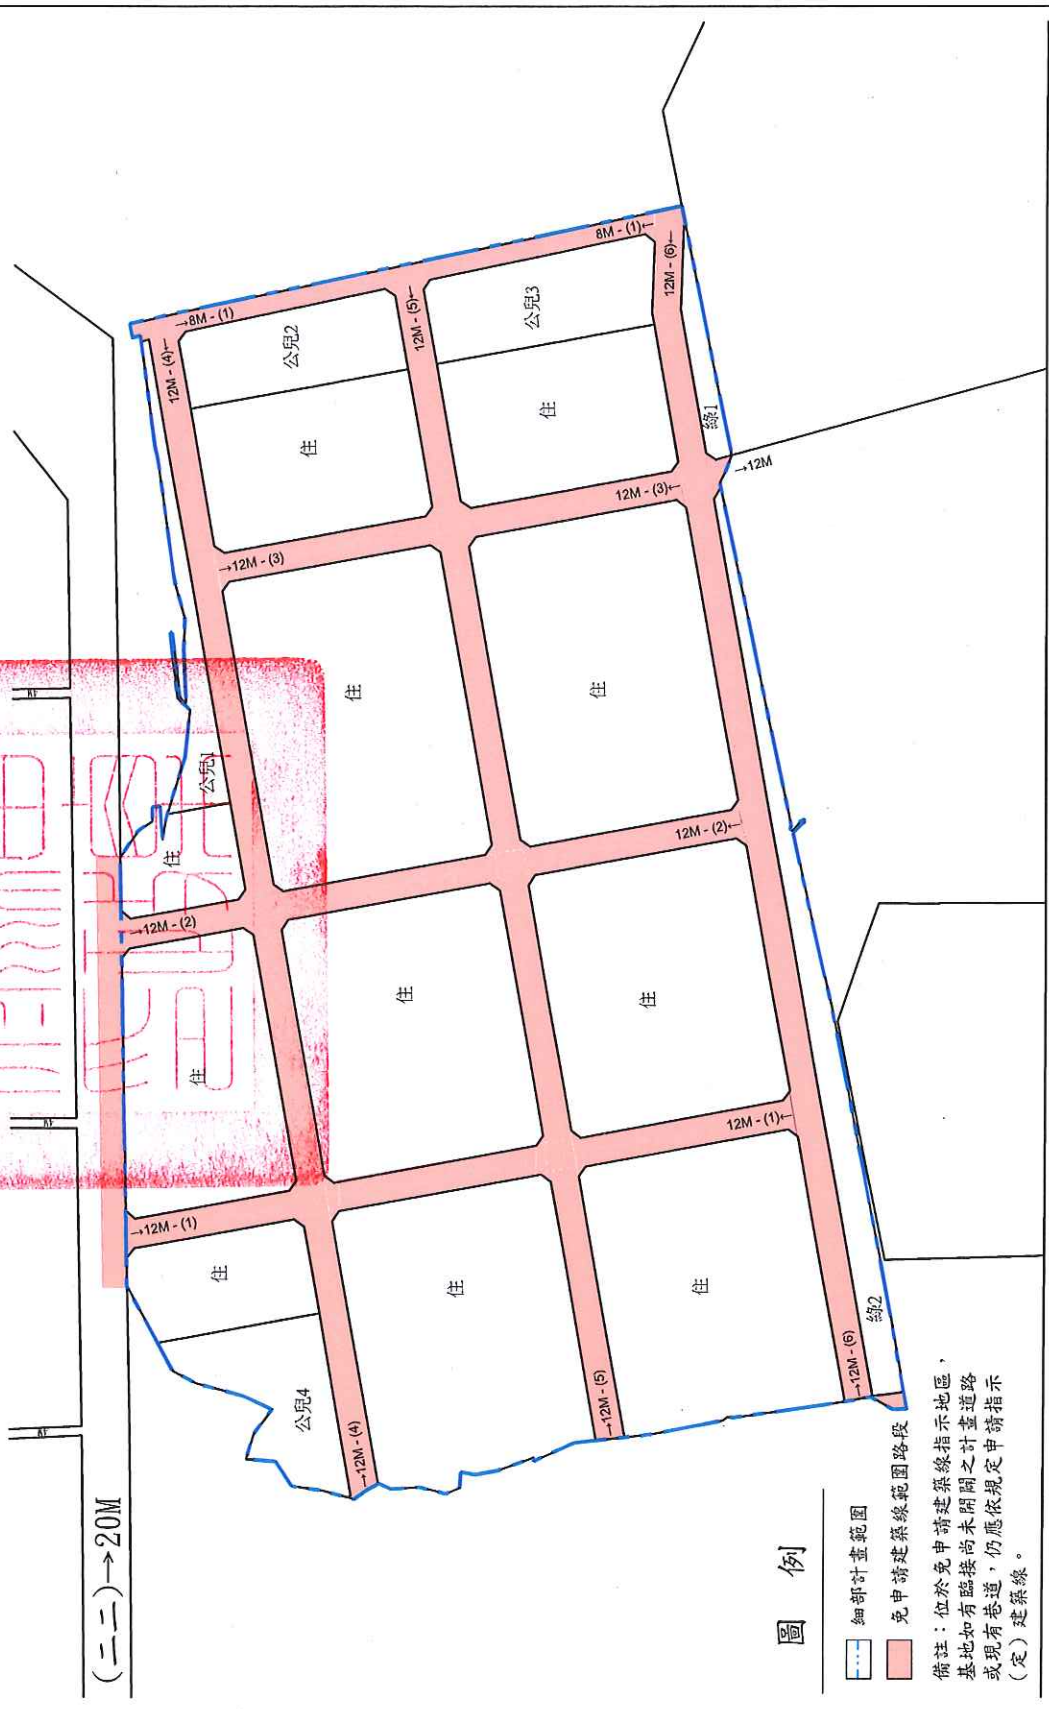 (二二)→20M
4M
4M
4M
→8M - (1)
8M - (1)←
12M - (4)←
12M - (5)←
12M - (6)←
公兒2
公兒3
住
住
綠1
→12M
→12M - (3)
12M - (3)←
住
住
公兒1
住
→12M - (2)
12M - (2)←
住
住
住
→12M - (1)
12M - (1)←
住
住
住
公兒4
→12M - (4)
→12M - (5)
→12M - (6)
綠2
圖例
細部計畫範圍
免申請建築線範圍路段
備註：位於免申請建築線指示地區，
基地如有臨接尚未開闢之計畫道路
或現有巷道，仍應依規定申請指示
(定)建築線。